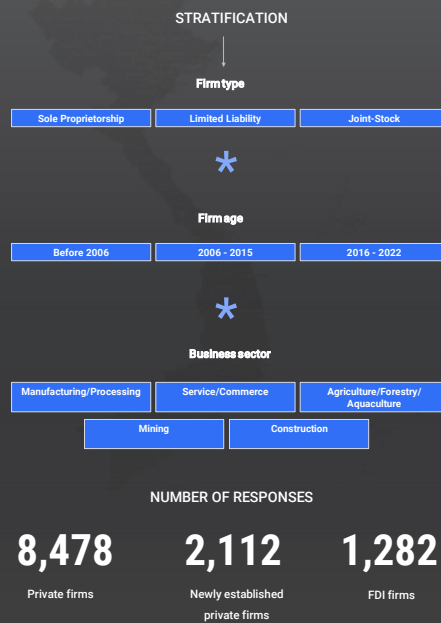 STRATIFICATION
Firm type
Sole Proprietorship
Limited Liability
Joint-Stock
*
Firm age
Before 2006
2006 - 2015
2016 - 2022
*
Business sector
Manufacturing/Processing
Service/Commerce
Agriculture/Forestry/
Aquaculture
Mining
Construction
NUMBER OF RESPONSES
8,478
2,112
1,282
Private firms
Newly established
private firms
FDI firms